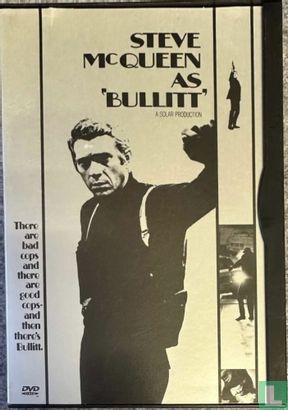 STEVE
McQUEEN
AS
'BULLITT'
A SOLAR PRODUCTION
There
are
bad
cops
and
there
are
good
cops-
and
then
there's
Bullitt.
DVD
L